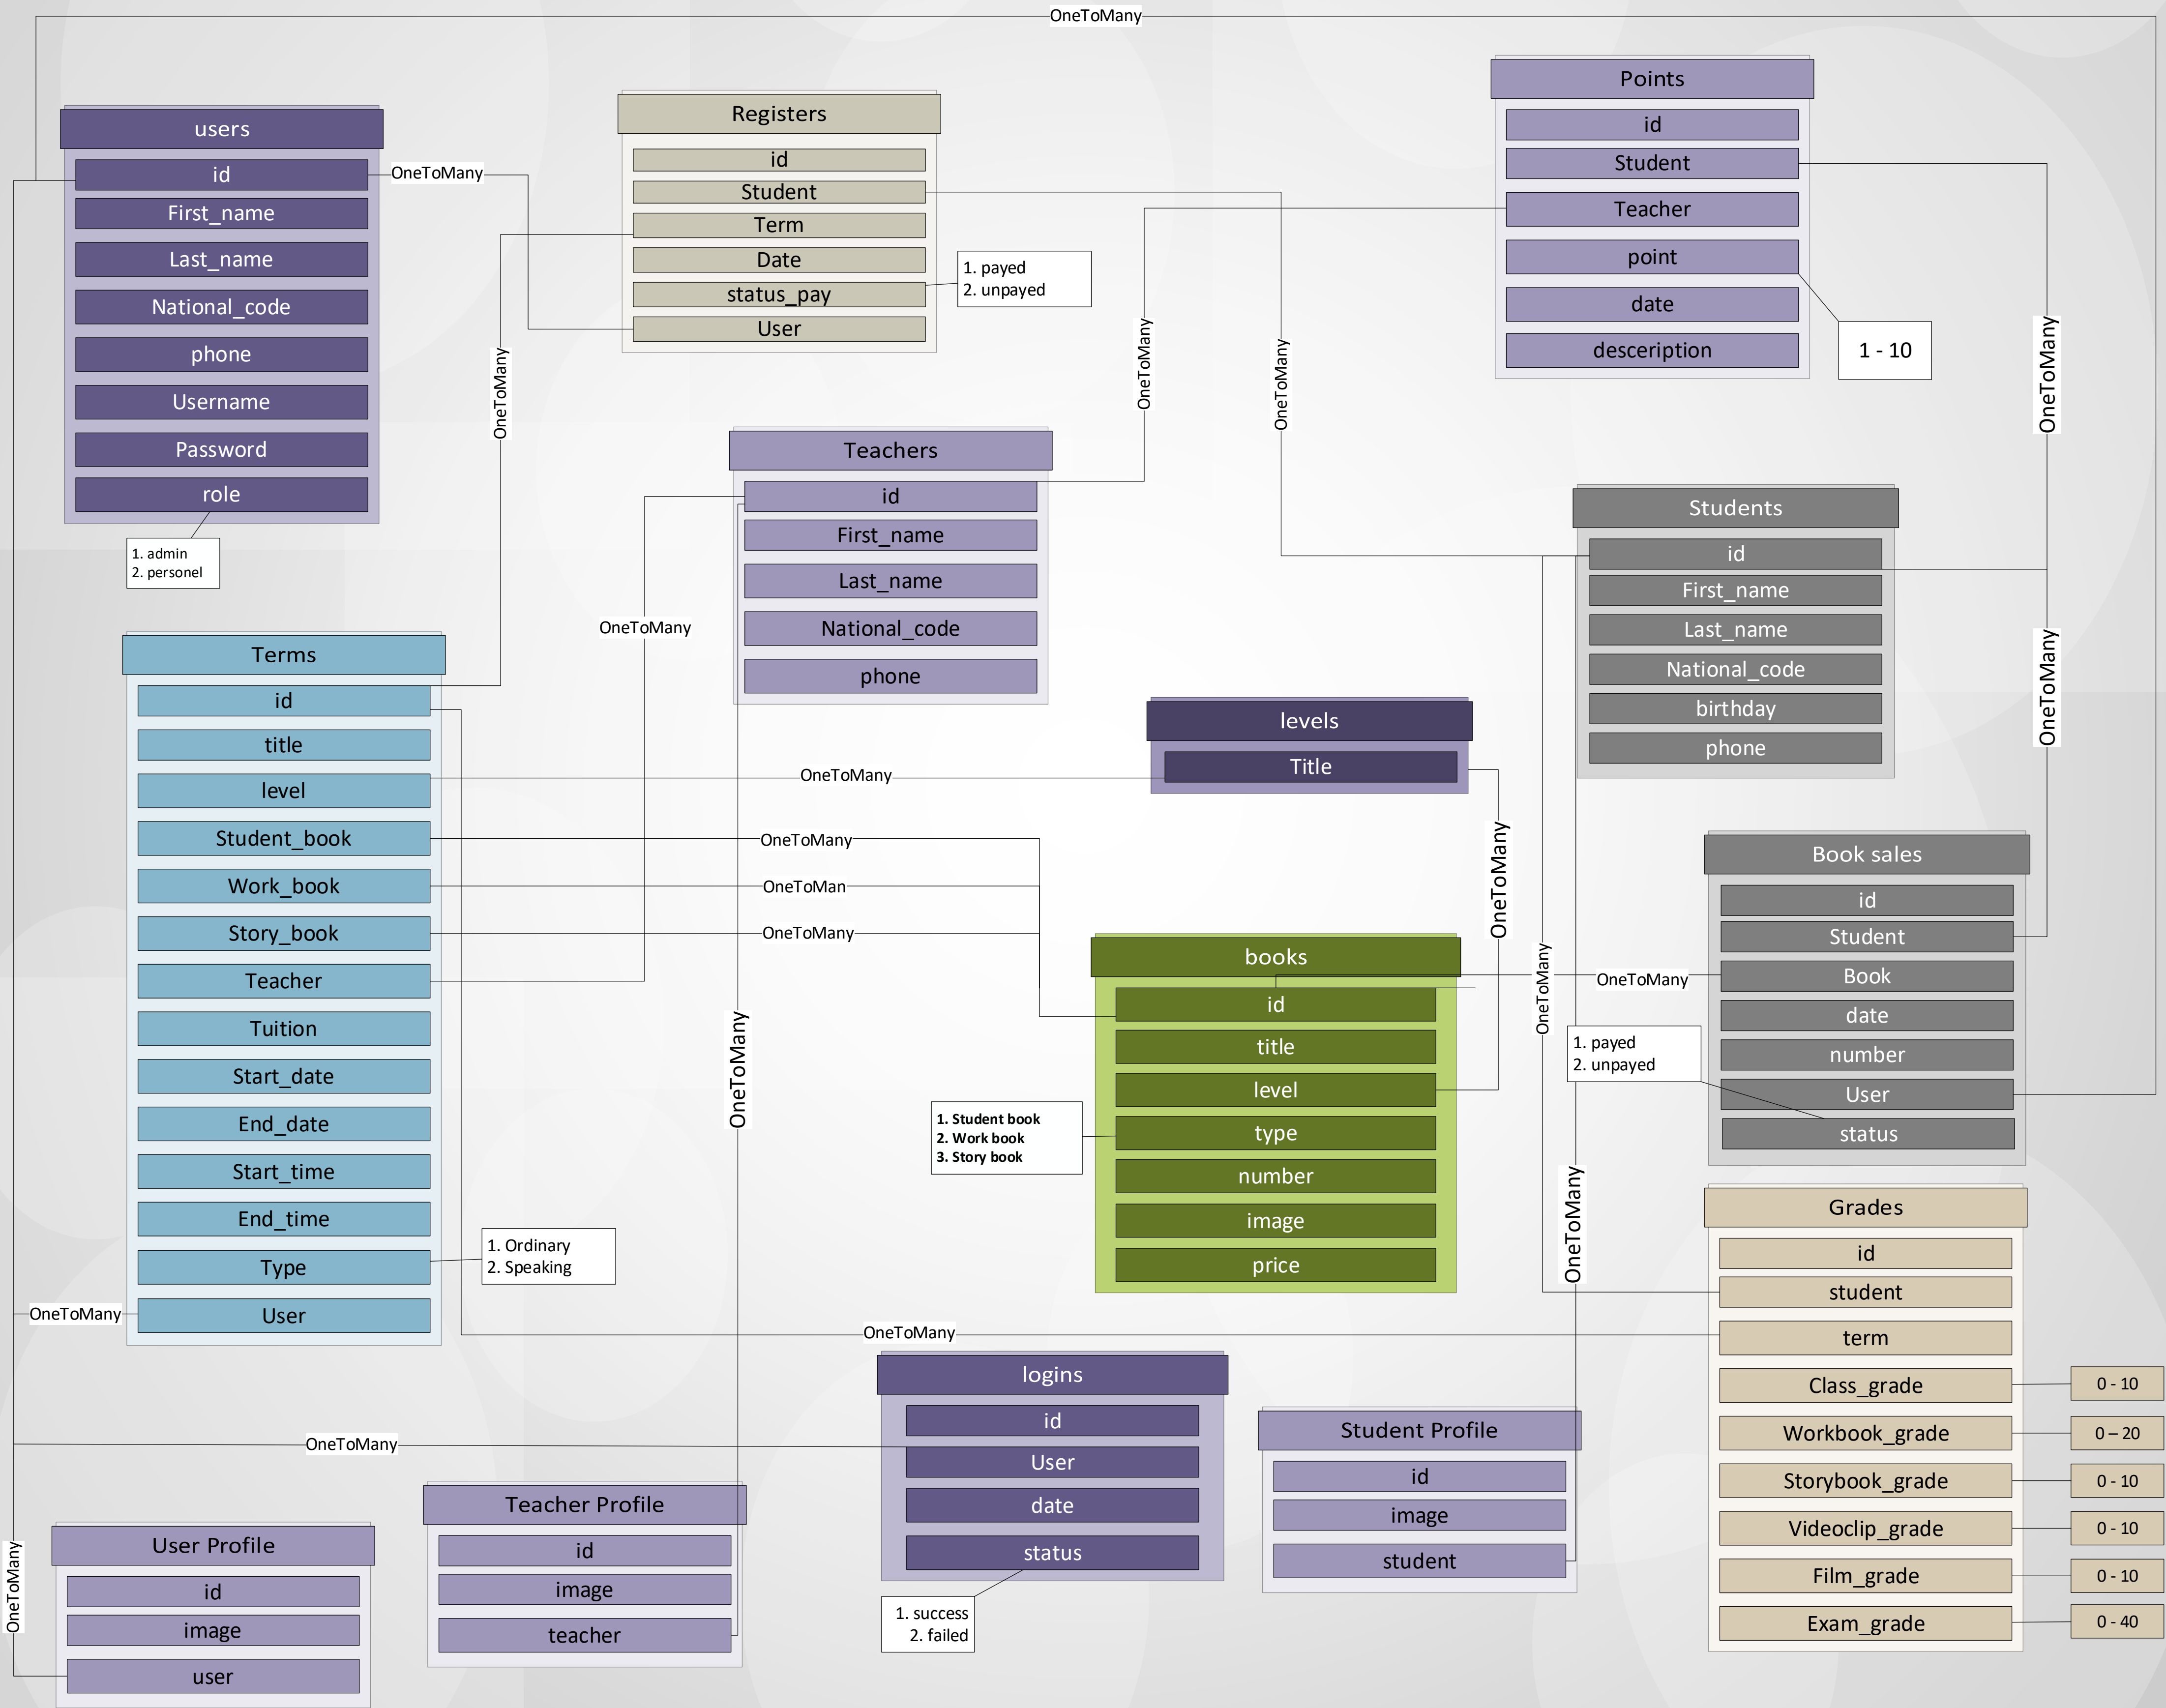 OneToMany
users
id
First_name
Last_name
National_code
phone
Username
Password
role
1. admin
2. personel
OneToMany
Registers
id
Student
Term
Date
status_pay
User
1. payed
2. unpayed
Points
id
Student
Teacher
point
date
desceription
1 - 10
OneToMany
OneToMany
OneToMany
OneToMany
Teachers
id
First_name
Last_name
National_code
phone
OneToMany
Students
id
First_name
Last_name
National_code
birthday
phone
OneToMany
Terms
id
title
level
Student_book
Work_book
Story_book
Teacher
Tuition
Start_date
End_date
Start_time
End_time
Type
User
1. Ordinary
2. Speaking
OneToMany
levels
Title
OneToMany
OneToMany
OneToMan
OneToMany
OneToMany
books
id
title
level
type
number
image
price
1. Student book
2. Work book
3. Story book
OneToMany
OneToMany
Book sales
id
Student
Book
date
number
User
status
1. payed
2. unpayed
OneToMany
OneToMany
OneToMany
OneToMany
Grades
id
student
term
Class_grade
Workbook_grade
Storybook_grade
Videoclip_grade
Film_grade
Exam_grade
0 - 10
0 – 20
0 - 10
0 - 10
0 - 10
0 - 40
logins
id
User
date
status
1. success
2. failed
Student Profile
id
image
student
OneToMany
Teacher Profile
id
image
teacher
User Profile
id
image
user
OneToMany